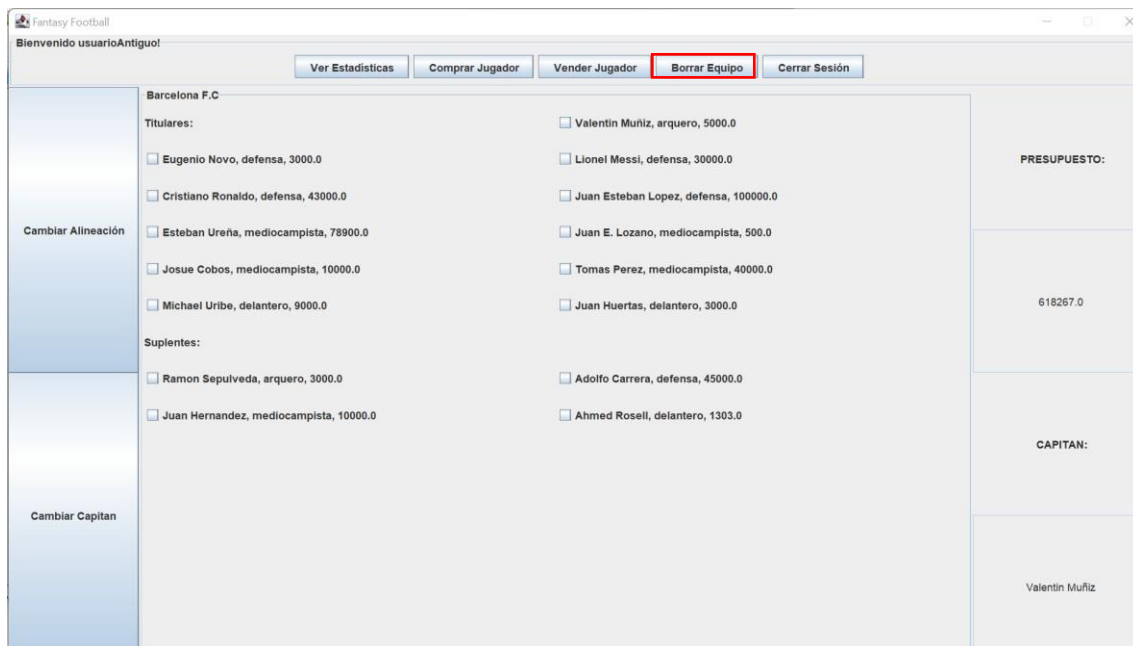 Fantasy Football
Bienvenido usuarioAntiguo!
Ver Estadísticas Comprar Jugador Vender Jugador Borrar Equipo Cerrar Sesión
Barcelona F.C
Titulares: Valentin Muñiz, arquero, 5000.0
Eugenio Novo, defensa, 3000.0 Lionel Messi, defensa, 30000.0 PRESUPUESTO:
Cristiano Ronaldo, defensa, 43000.0 Juan Esteban Lopez, defensa, 100000.0
Cambiar Alineación Esteban Ureña, mediocampista, 78900.0 Juan E. Lozano, mediocampista, 500.0
Josue Cobos, mediocampista, 10000.0 Tomas Perez, mediocampista, 40000.0
Michael Uribe, delantero, 9000.0 Juan Huertas, delantero, 3000.0 618267.0
Suplentes:
Ramon Sepulveda, arquero, 3000.0 Adolfo Carrera, defensa, 45000.0
Juan Hernandez, mediocampista, 10000.0 Ahmed Rosell, delantero, 1303.0
CAPITAN:
Cambiar Capitan
Valentin Muñiz